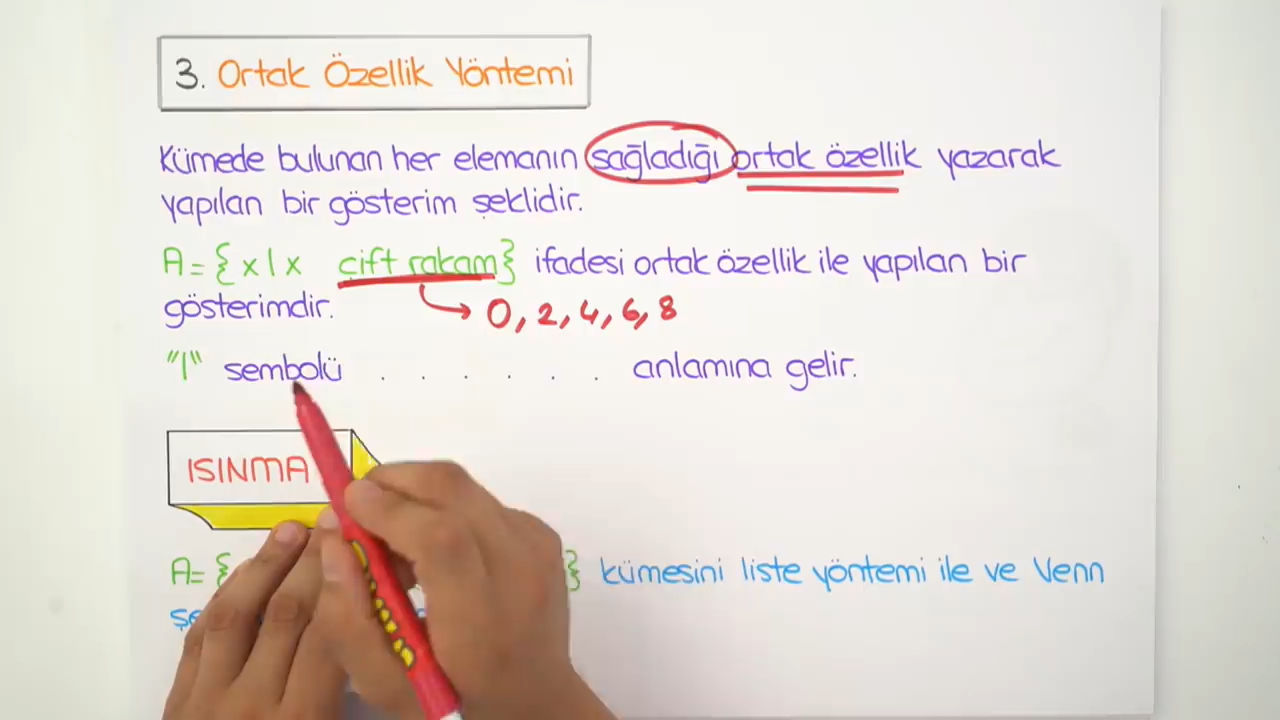 3. Ortak Özellik Yöntemi
Kümede bulunan her elemanın sağladığı ortak özellik yazarak
yapılan bir gösterim şeklidir.
A={x|x çift rakam} ifadesi ortak özellik ile yapılan bir
gösterimdir.
0, 2, 4, 6, 8
"|" sembolü . . . . . . anlamına gelir.
ISINMA
A={ } kümesini liste yöntemi ile ve Venn